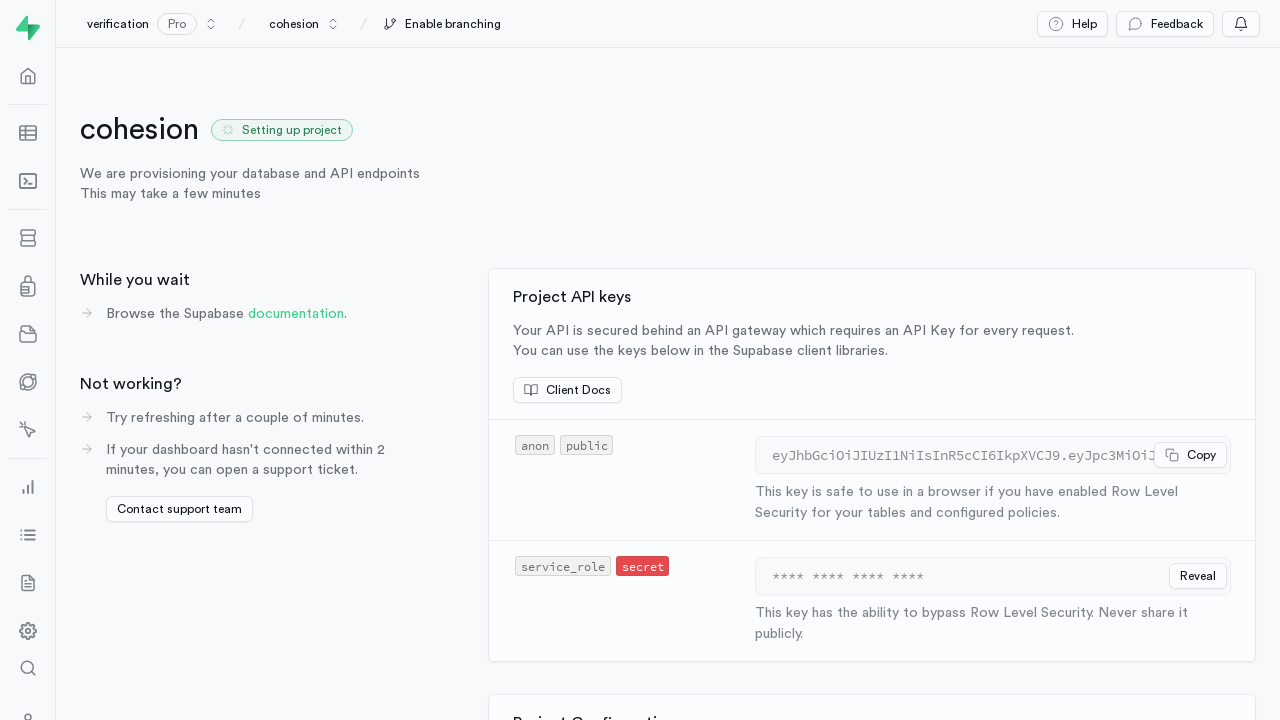 verification Pro / cohesion / Enable branching Help Feedback
cohesion Setting up project
We are provisioning your database and API endpoints
This may take a few minutes
While you wait
Browse the Supabase documentation.
Not working?
Try refreshing after a couple of minutes.
If your dashboard hasn't connected within 2
minutes, you can open a support ticket.
Contact support team
Project API keys
Your API is secured behind an API gateway which requires an API Key for every request.
You can use the keys below in the Supabase client libraries.
Client Docs
anon public
eyJhbGciOiJIUzI1NiIsInR5cCI6IkpXVCJ9.eyJpc3MiOiJ Copy
This key is safe to use in a browser if you have enabled Row Level
Security for your tables and configured policies.
service_role secret
**** **** **** **** Reveal
This key has the ability to bypass Row Level Security. Never share it
publicly.